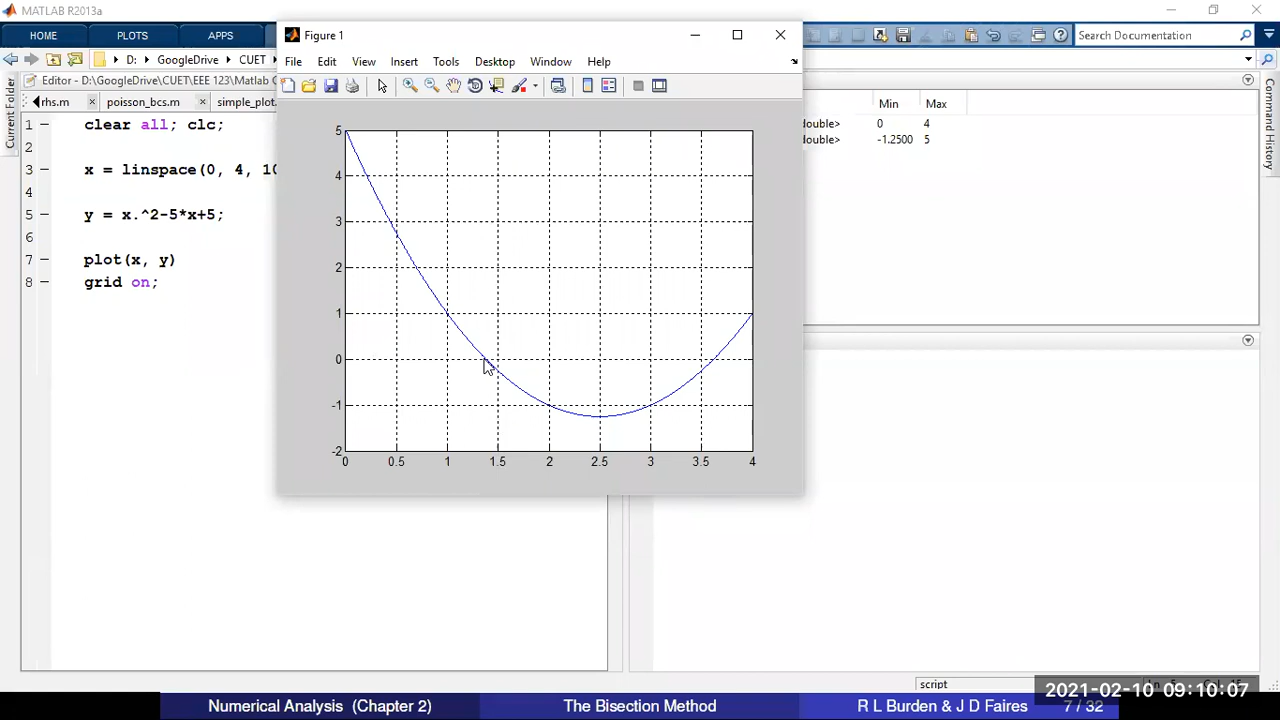 MATLAB R2013a
HOME PLOTS APPS
Search Documentation
D: GoogleDrive CUET
Editor - D:\GoogleDrive\CUET\EEE 123\Matlab
rhs.m poisson_bcs.m simple_plot.
1 clear all; clc;
2
3 x = linspace(0, 4, 10
4
5 y = x.^2-5*x+5;
6
7 plot(x, y)
8 grid on;
Current Folder
Figure 1
File Edit View Insert Tools Desktop Window Help
5
4
3
2
1
0
-1
-2
0 0.5 1 1.5 2 2.5 3 3.5 4
Min Max
double> 0 4
double> -1.2500 5
Command History
script
2021-02-10 09:10:07
Numerical Analysis (Chapter 2) The Bisection Method R L Burden & J D Faires 7 / 32